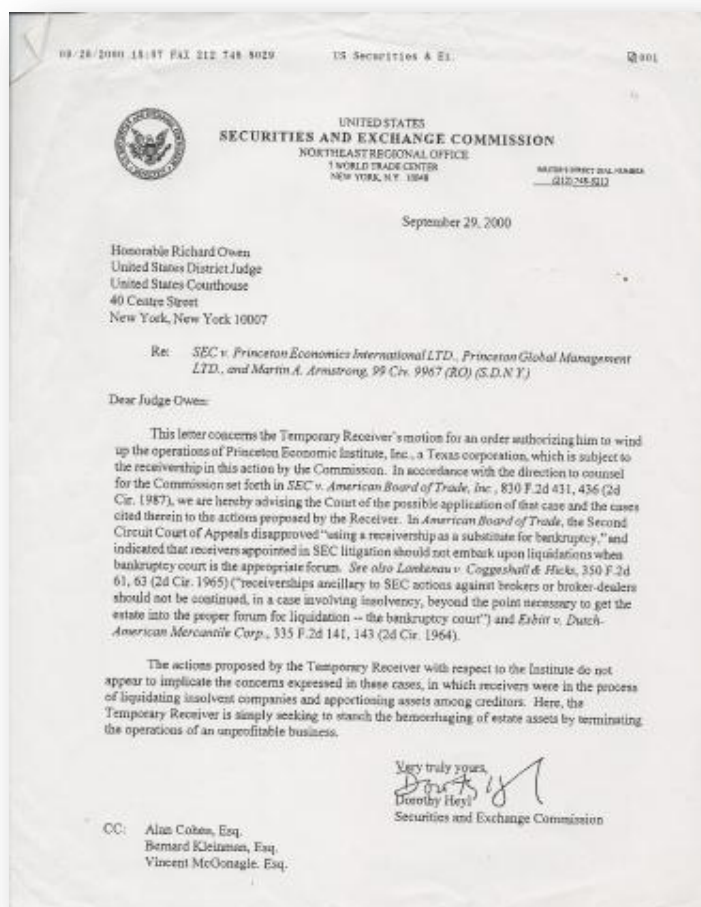 09/28/2000 15:07 FAX 212 748 8029 US Securities & Ex. 001
UNITED STATES
SECURITIES AND EXCHANGE COMMISSION
NORTHEAST REGIONAL OFFICE
7 WORLD TRADE CENTER
NEW YORK, N.Y. 10048
WRITER'S DIRECT DIAL NUMBER
(212) 748-8213
September 29, 2000
Honorable Richard Owen
United States District Judge
United States Courthouse
40 Centre Street
New York, New York 10007
Re: SEC v. Princeton Economics International LTD., Princeton Global Management
LTD., and Martin A. Armstrong, 99 Civ. 9967 (RO) (S.D.N.Y.)
Dear Judge Owen:
This letter concerns the Temporary Receiver's motion for an order authorizing him to wind
up the operations of Princeton Economic Institute, Inc., a Texas corporation, which is subject to
the receivership in this action by the Commission. In accordance with the direction to counsel
for the Commission set forth in SEC v. American Board of Trade, Inc., 830 F.2d 431, 436 (2d
Cir. 1987), we are hereby advising the Court of the possible application of that case and the cases
cited therein to the actions proposed by the Receiver. In American Board of Trade, the Second
Circuit Court of Appeals disapproved "using a receivership as a substitute for bankruptcy," and
indicated that receivers appointed in SEC litigation should not embark upon liquidations when
bankruptcy court is the appropriate forum. See also Lankenau v. Coggeshall & Hicks, 350 F.2d
61, 63 (2d Cir. 1965) ("receiverships ancillary to SEC actions against brokers or broker-dealers
should not be continued, in a case involving insolvency, beyond the point necessary to get the
estate into the proper forum for liquidation -- the bankruptcy court") and Esbitt v. Dutch-
American Mercantile Corp., 335 F.2d 141, 143 (2d Cir. 1964).
The actions proposed by the Temporary Receiver with respect to the Institute do not
appear to implicate the concerns expressed in these cases, in which receivers were in the process
of liquidating insolvent companies and apportioning assets among creditors. Here, the
Temporary Receiver is simply seeking to stanch the hemorrhaging of estate assets by terminating
the operations of an unprofitable business.
Very truly yours,
Dorothy Heyl
Securities and Exchange Commission
CC: Alan Cohen, Esq.
Bernard Kleinman, Esq.
Vincent McGonagle, Esq.